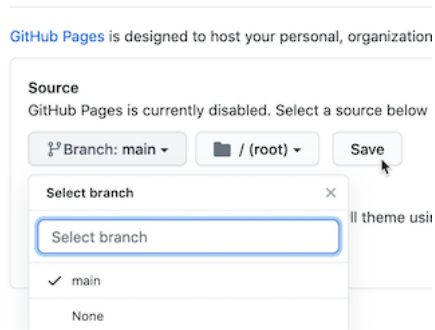 GitHub Pages is designed to host your personal, organization
Source
GitHub Pages is currently disabled. Select a source below
Branch: main
/ (root)
Save
Select branch
ll theme usin
Select branch
main
None